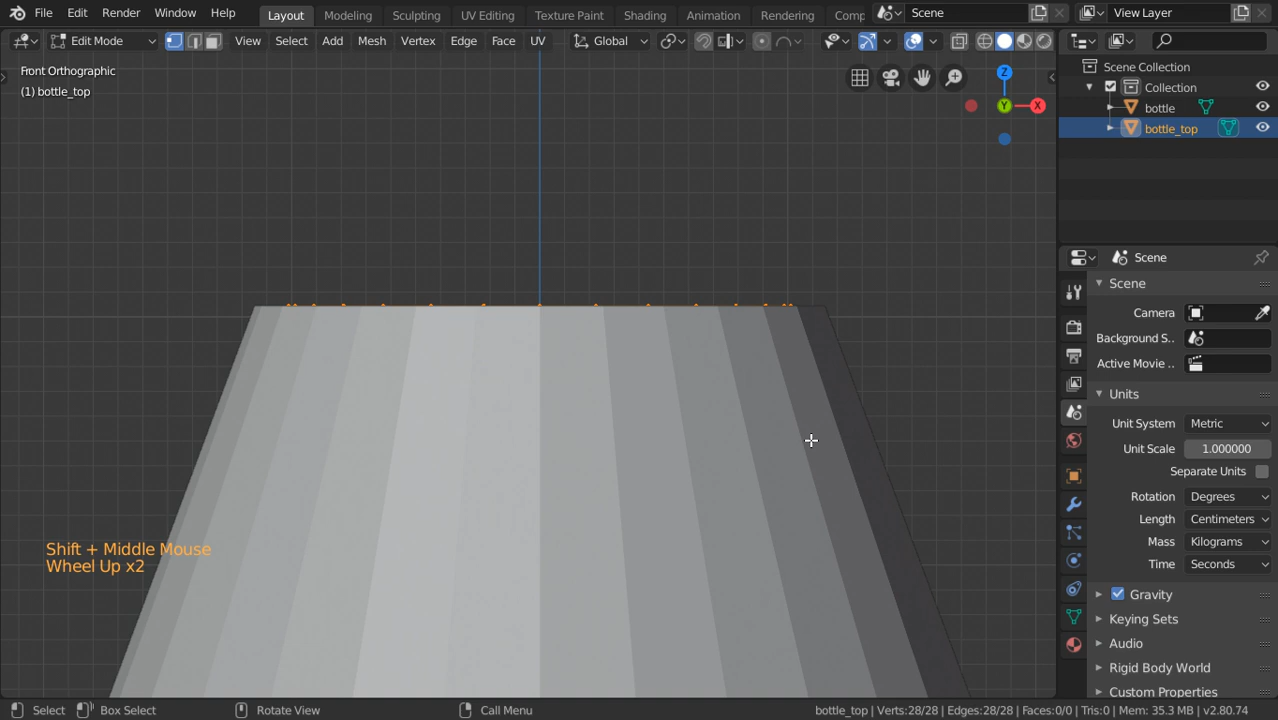 File Edit Render Window Help Layout Modeling Sculpting UV Editing Texture Paint Shading Animation Rendering Comp Scene View Layer
Edit Mode View Select Add Mesh Vertex Edge Face UV Global
Front Orthographic
(1) bottle_top
Z
Y
X
Scene Collection
Collection
bottle
bottle_top
Scene
Scene
Camera
Background S..
Active Movie ..
Units
Unit System Metric
Unit Scale 1.000000
Separate Units
Rotation Degrees
Length Centimeters
Mass Kilograms
Time Seconds
Gravity
Keying Sets
Audio
Rigid Body World
Custom Properties
Shift + Middle Mouse
Wheel Up x2
Select Box Select Rotate View Call Menu bottle_top | Verts:28/28 | Edges:28/28 | Faces:0/0 | Tris:0 | Mem: 35.3 MB | v2.80.74